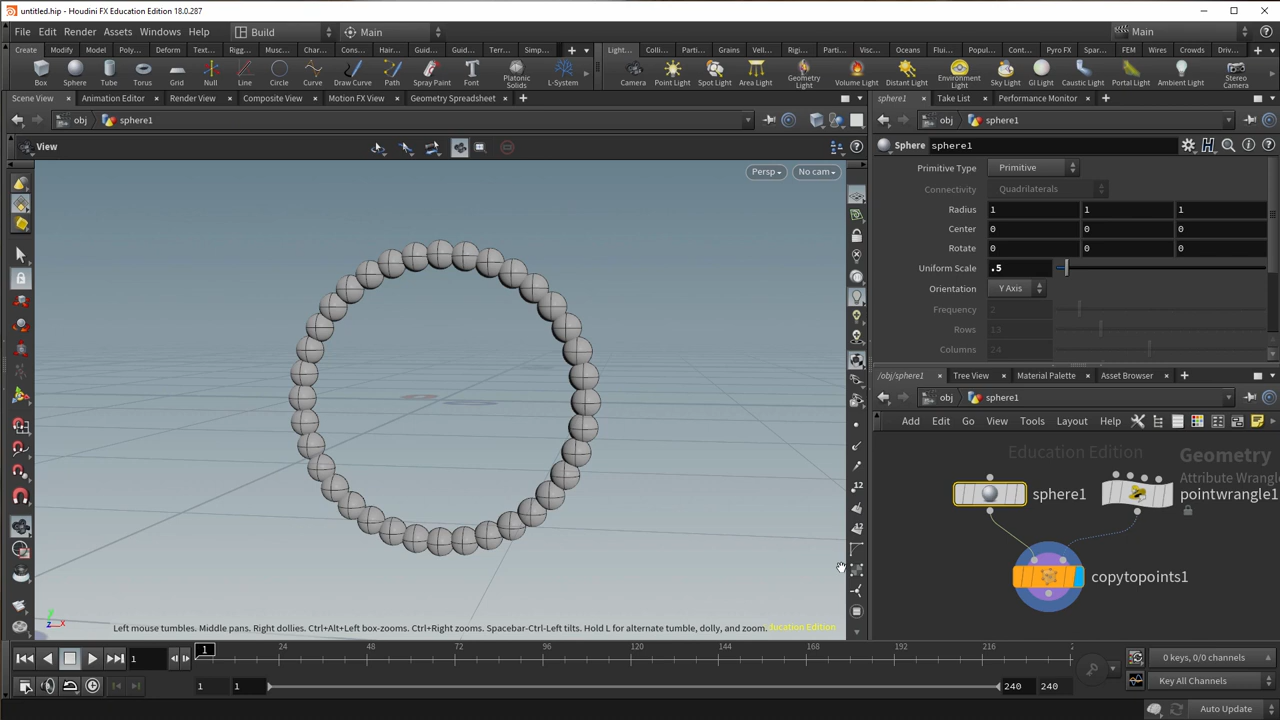 untitled.hip - Houdini FX Education Edition 18.0.287
File Edit Render Assets Windows Help Build Main Main
Create Modify Model Poly... Deform Text... Rigg... Musc... Char... Cons... Hair... Guid... Guid... Terr... Simp... Light... Colli... Parti... Grains Vell... Rigi... Parti... Vis... Oceans Flui... Popul... Cont... Pyro FX Spar... FEM Wires Crowds Driv...
Box Sphere Tube Torus Grid Null Line Circle Curve Draw Curve Path Spray Paint Font Platonic Solids L-System Camera Point Light Spot Light Area Light Geometry Light Volume Light Distant Light Environment Light Sky Light GI Light Caustic Light Portal Light Ambient Light Stereo Camera
Scene View Animation Editor Render View Composite View Motion FX View Geometry Spreadsheet sphere1 Take List Performance Monitor
obj sphere1 obj sphere1
View Sphere sphere1
Persp No cam
Primitive Type Primitive
Connectivity Quadrilaterals
Radius 1 1 1
Center 0 0 0
Rotate 0 0 0
Uniform Scale .5
Orientation Y Axis
Frequency 2
Rows 13
Columns 24
/obj/sphere1 Tree View Material Palette Asset Browser
obj sphere1
Add Edit Go View Tools Layout Help
Education Edition Geometry
Attribute Wrangle
sphere1 pointwrangle1
copytopoints1
12
12
y
z x
Left mouse tumbles. Middle pans. Right dollies. Ctrl+Alt+Left box-zooms. Ctrl+Right zooms. Spacebar-Ctrl-Left tilts. Hold L for alternate tumble, dolly, and zoom. ducation Edition
1 1 24 48 72 96 120 144 168 192 216 2 0 keys, 0/0 channels
1 1 240 240 Key All Channels
Auto Update